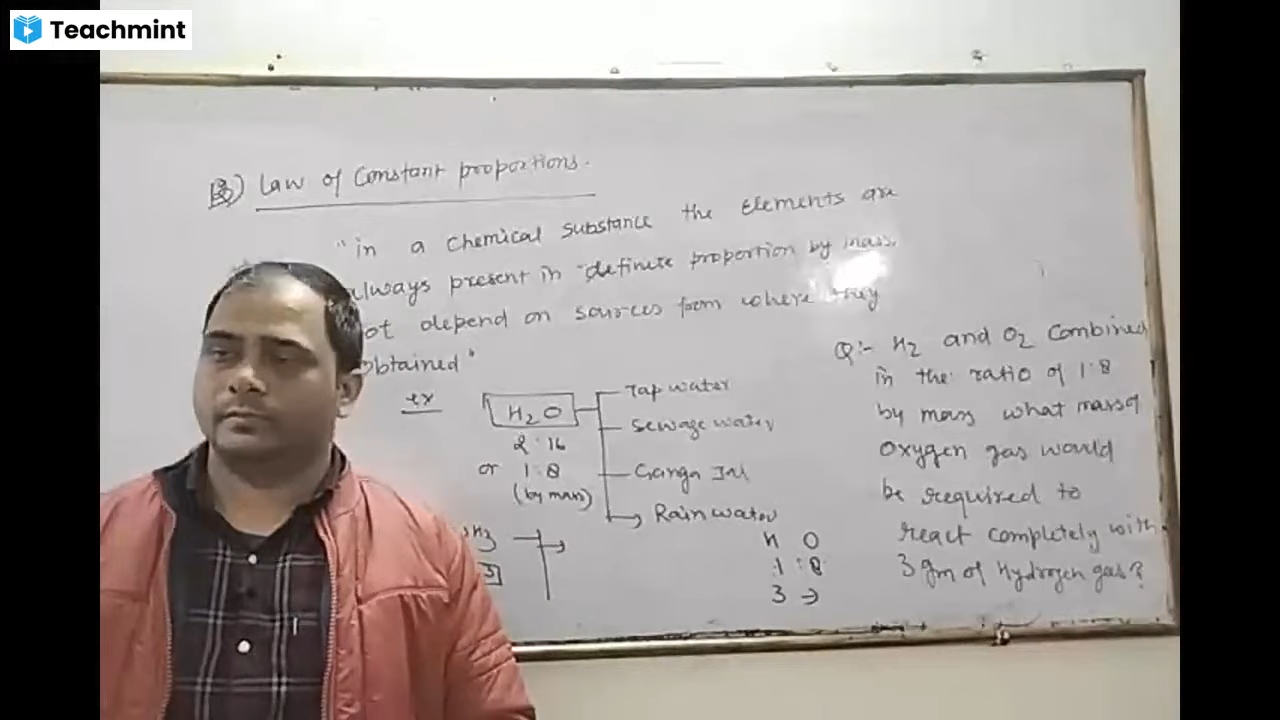 Teachmint
B) Law of Constant proportions.
"in a chemical substance the elements are
always present in definite proportion by mass.
not depend on sources from where they
obtained"
ex
H2O
2:16
or 1:8
(by mass)
Tap water
Sewage water
Ganga Jal
Rain water
H O
1:8
3 →
Q:- H2 and O2 Combined
in the ratio of 1:8
by mass what mass of
oxygen gas would
be required to
react completely with
3 gm of Hydrogen gas?